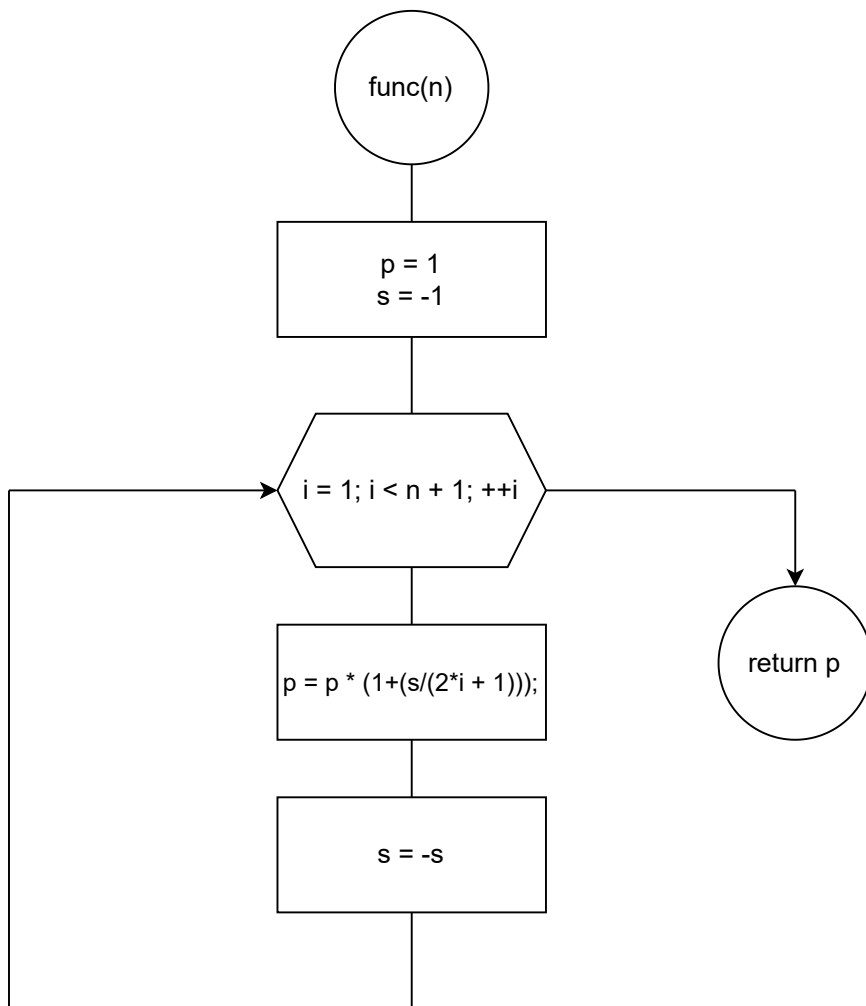 func(n)
p = 1
s = -1
i = 1; i < n + 1; ++i
p = p * (1+(s/(2*i + 1)));
return p
s = -s